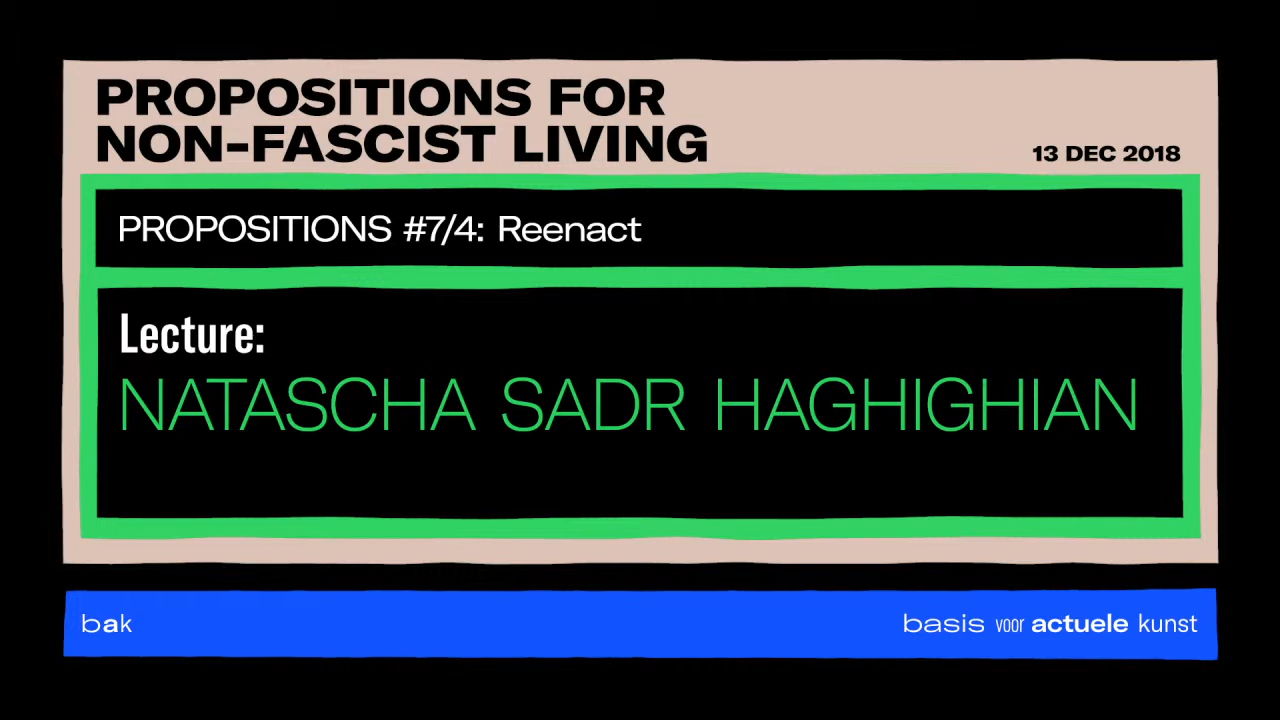 PROPOSITIONS FOR
NON-FASCIST LIVING
13 DEC 2018
PROPOSITIONS #7/4: Reenact
Lecture:
NATASCHA SADR HAGHIGHIAN
bak
basis voor actuele kunst